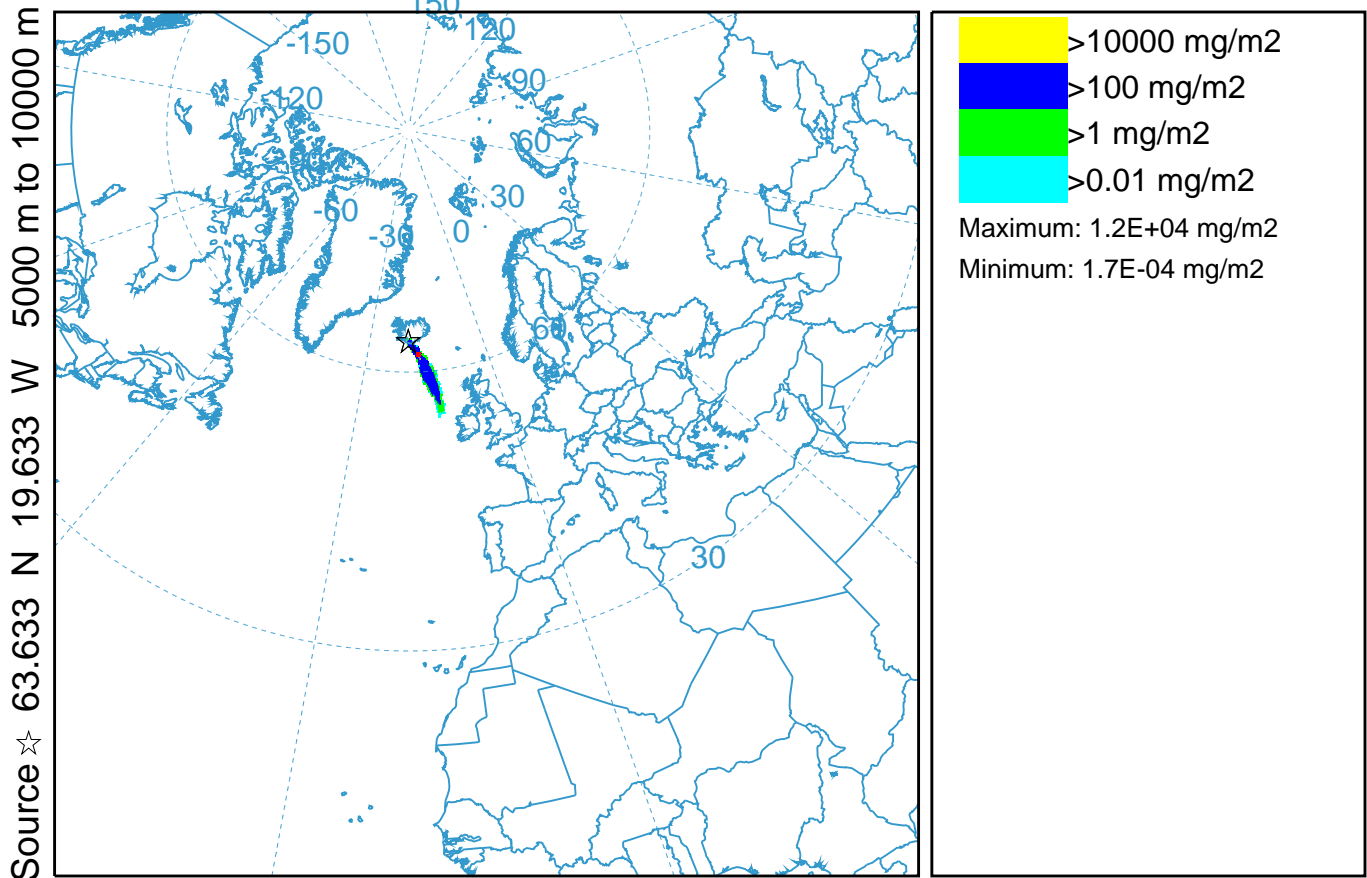 Source ☆ 63.633 N 19.633 W 5000 m to 10000 m
150
-150
120
-120
90
60
-60
30
-30
0
60
30
>10000 mg/m2
>100 mg/m2
>1 mg/m2
>0.01 mg/m2
Maximum: 1.2E+04 mg/m2
Minimum: 1.7E-04 mg/m2